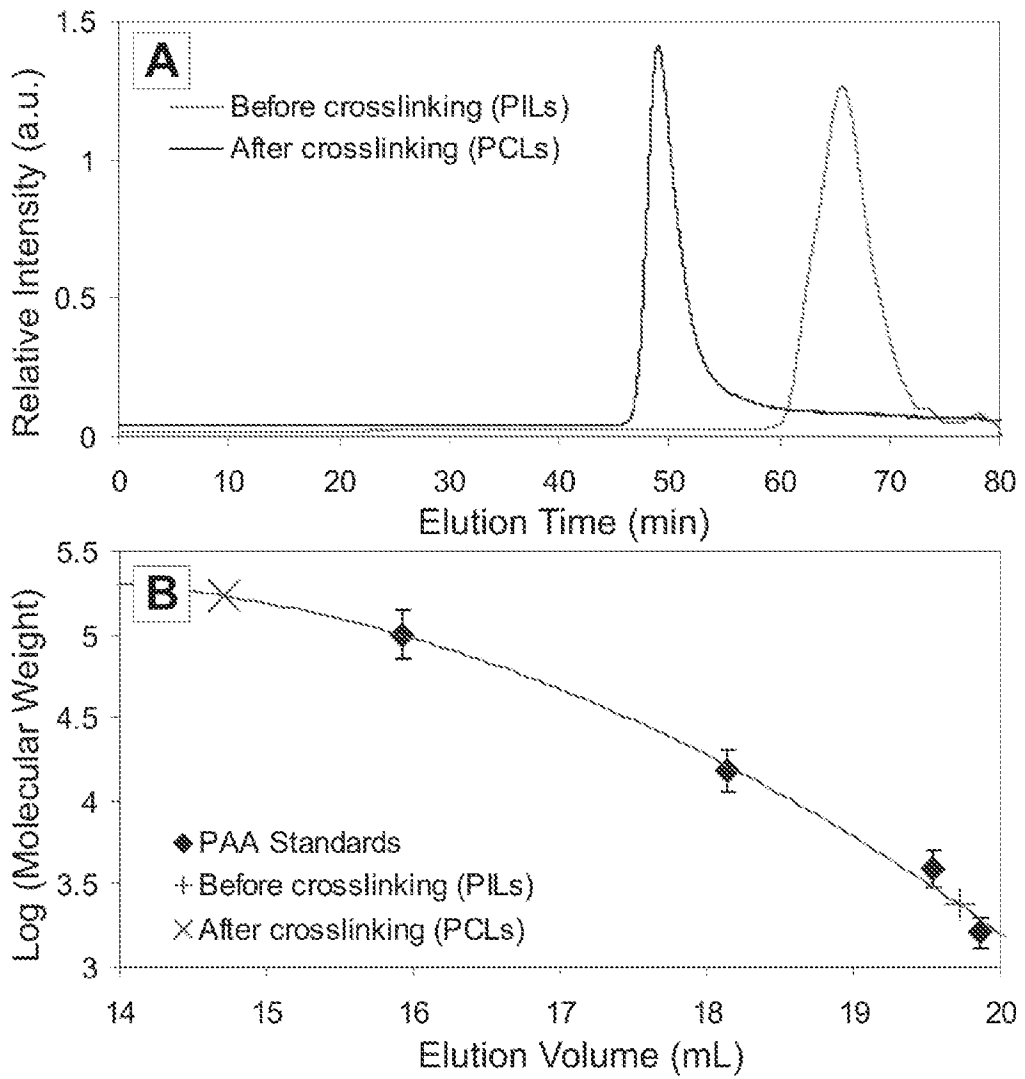 1.5
A
Before crosslinking (PILs)
After crosslinking (PCLs)
1
0.5
0
Relative Intensity (a.u.)
0 10 20 30 40 50 60 70 80
Elution Time (min)
5.5
B
5
4.5
4
3.5
3
Log (Molecular Weight)
PAA Standards
Before crosslinking (PILs)
After crosslinking (PCLs)
14 15 16 17 18 19 20
Elution Volume (mL)